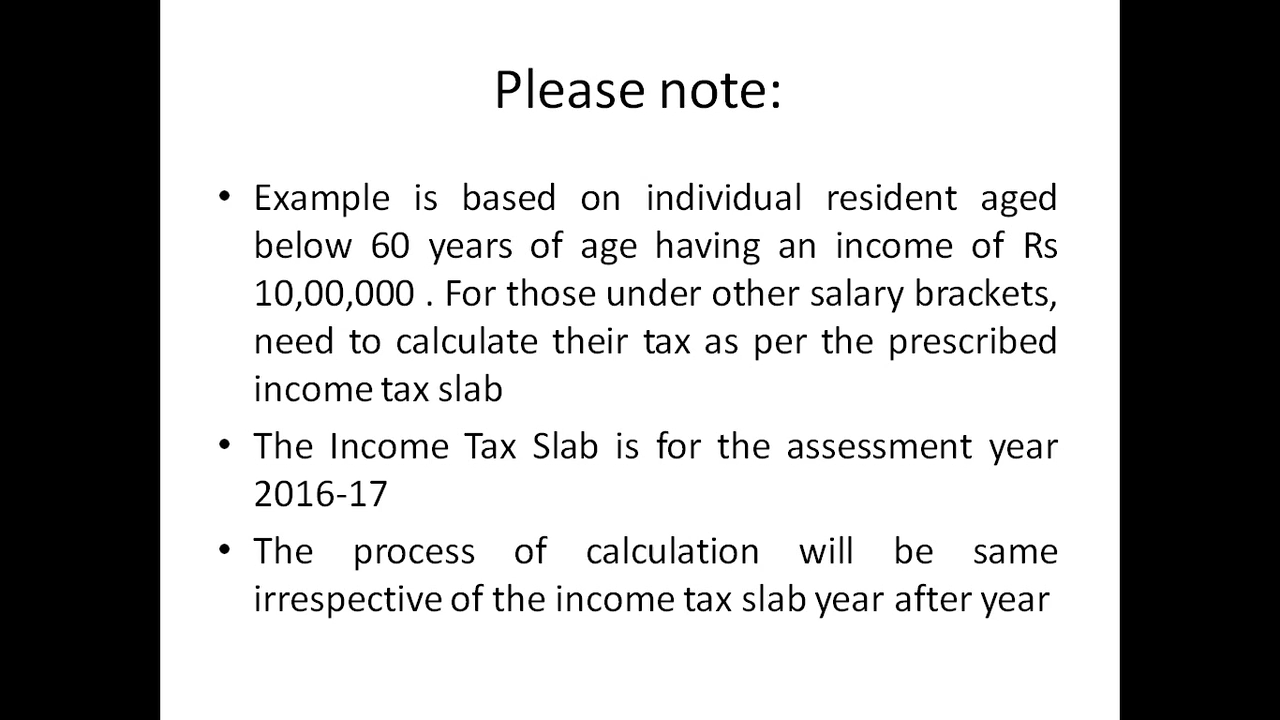 Please note:
• Example is based on individual resident aged
below 60 years of age having an income of Rs
10,00,000 . For those under other salary brackets,
need to calculate their tax as per the prescribed
income tax slab
• The Income Tax Slab is for the assessment year
2016-17
• The process of calculation will be same
irrespective of the income tax slab year after year